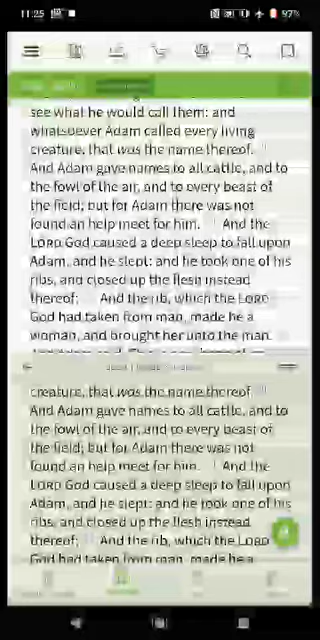 11:25
97%
see what he would call them: and
whatsoever Adam called every living
creature, that was the name thereof.
And Adam gave names to all cattle, and to
the fowl of the air, and to every beast of
the field; but for Adam there was not
found an help meet for him. And the
LORD God caused a deep sleep to fall upon
Adam, and he slept: and he took one of his
ribs, and closed up the flesh instead
thereof; And the rib, which the LORD
God had taken from man, made he a
woman, and brought her unto the man.
creature, that was the name thereof.
And Adam gave names to all cattle, and to
the fowl of the air, and to every beast of
the field; but for Adam there was not
found an help meet for him. And the
LORD God caused a deep sleep to fall upon
Adam, and he slept: and he took one of his
ribs, and closed up the flesh instead
thereof; And the rib, which the LORD
God had taken from man, made he a